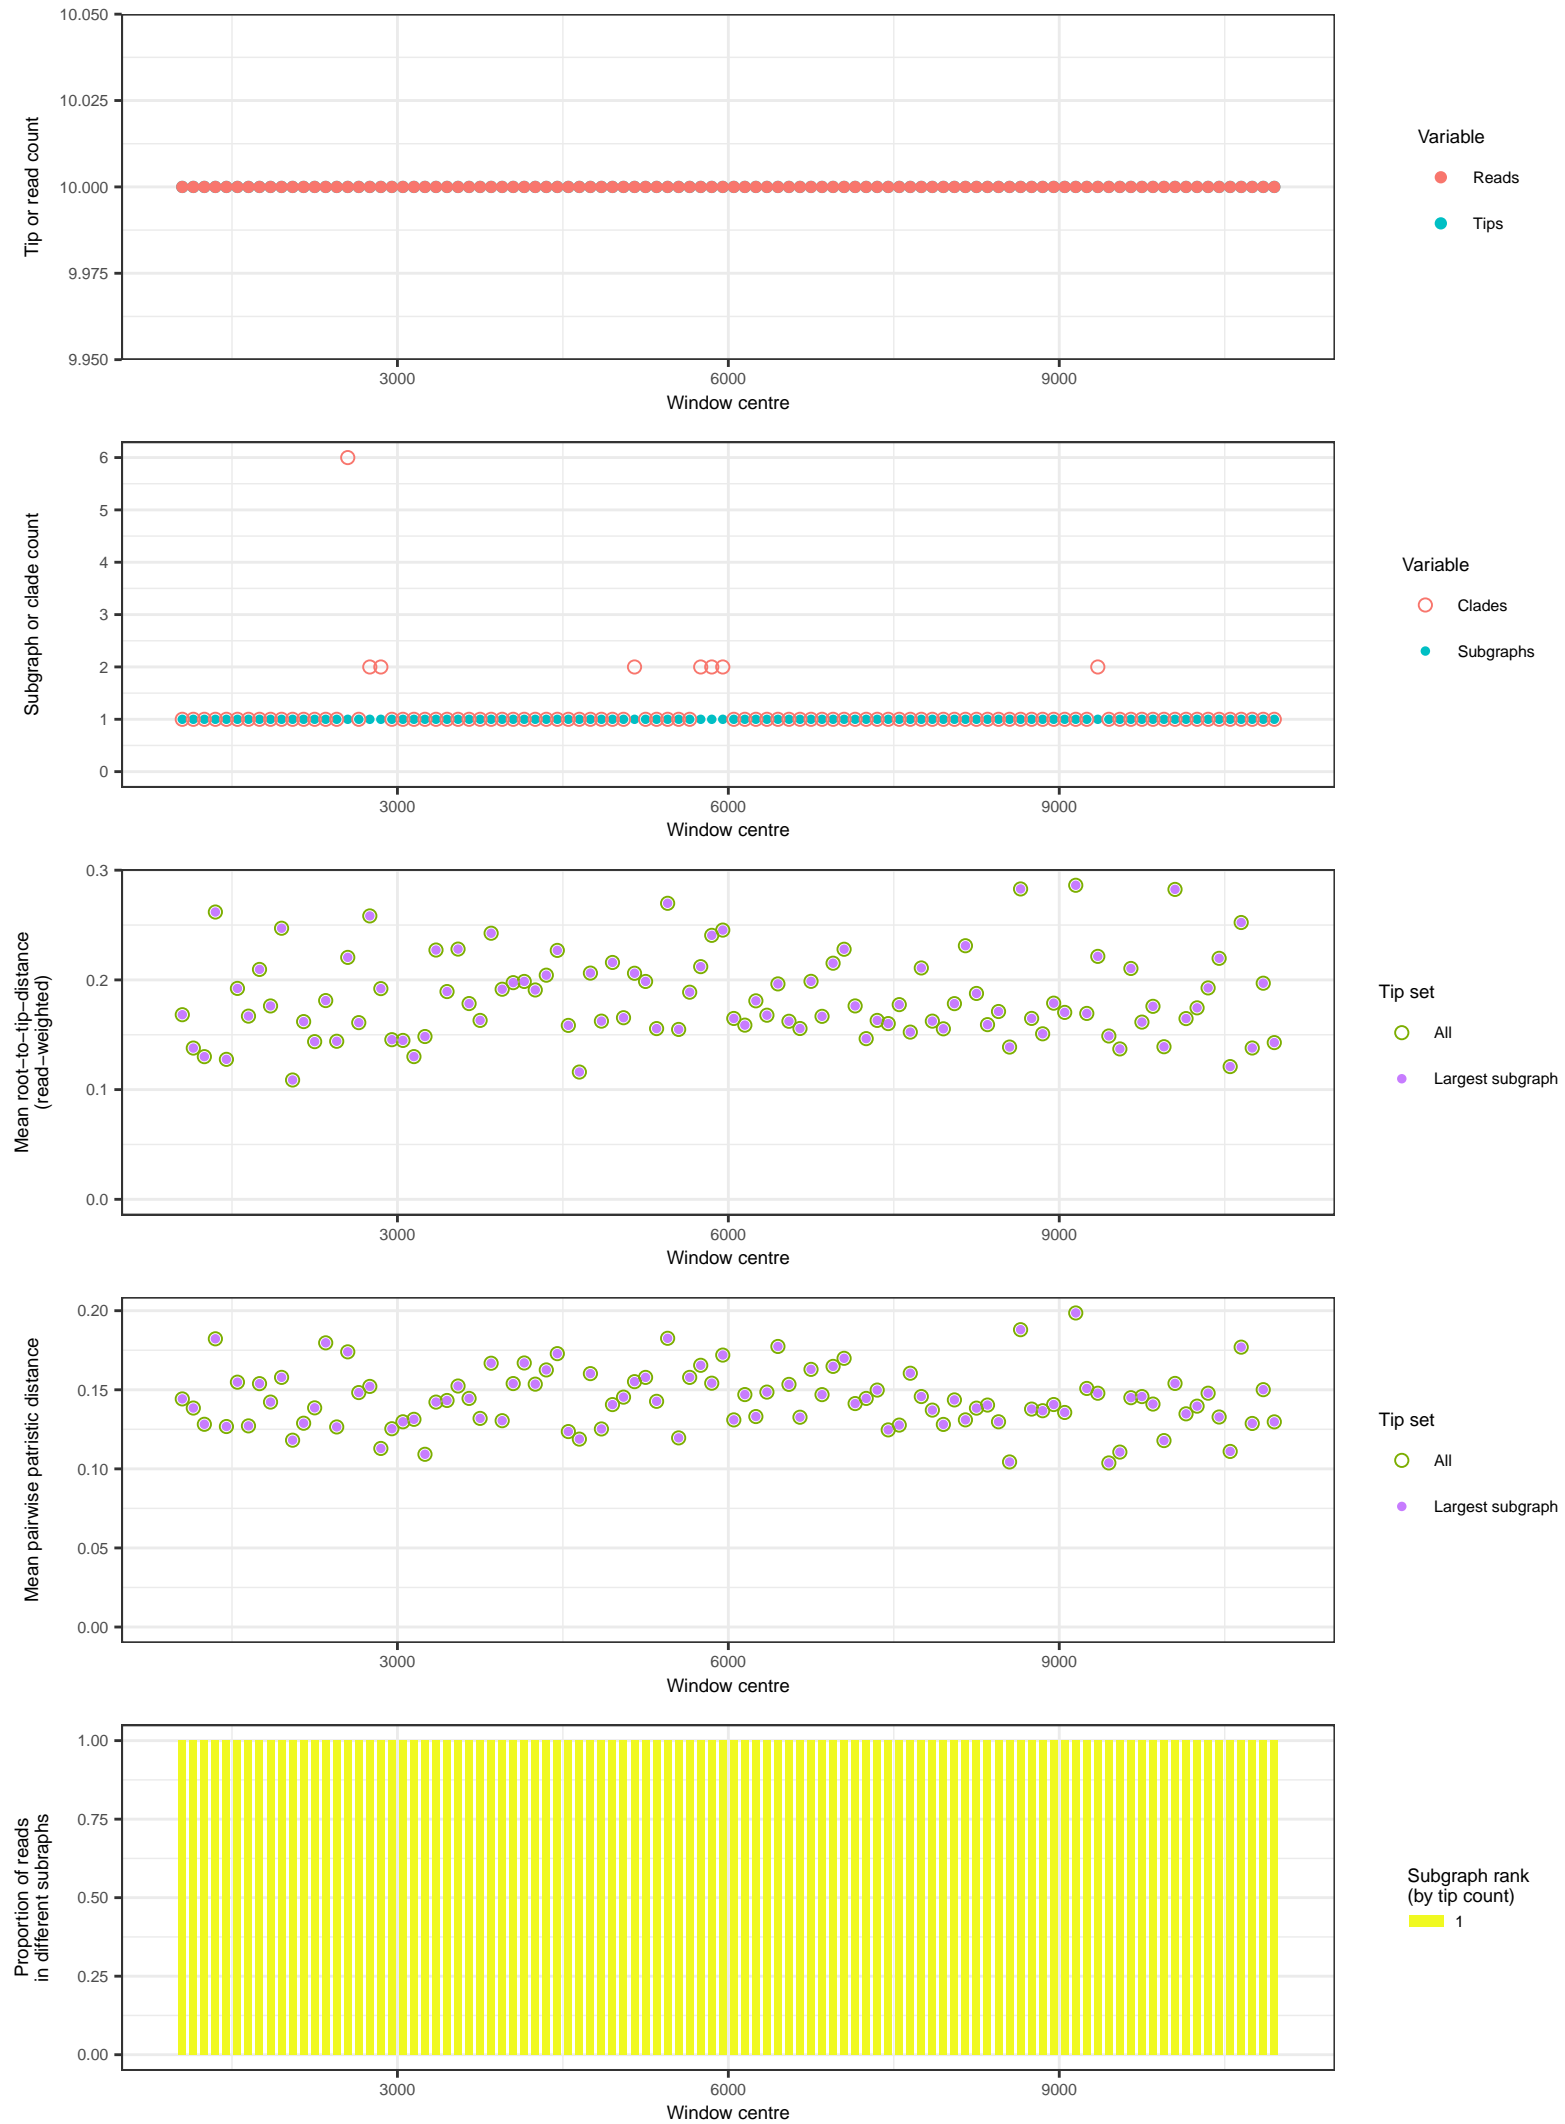 10.050
10.025
10.000
9.975
9.950
Tip or read count
3000 6000 9000
Window centre
Variable
Reads
Tips
6
5
4
3
2
1
0
Subgraph or clade count
3000 6000 9000
Window centre
Variable
Clades
Subgraphs
0.3
0.2
0.1
0.0
Mean root−to−tip−distance
(read−weighted)
3000 6000 9000
Window centre
Tip set
All
Largest subgraph
0.20
0.15
0.10
0.05
0.00
Mean pairwise patristic distance
3000 6000 9000
Window centre
Tip set
All
Largest subgraph
1.00
0.75
0.50
0.25
0.00
Proportion of reads
in different subraphs
3000 6000 9000
Window centre
Subgraph rank
(by tip count)
1